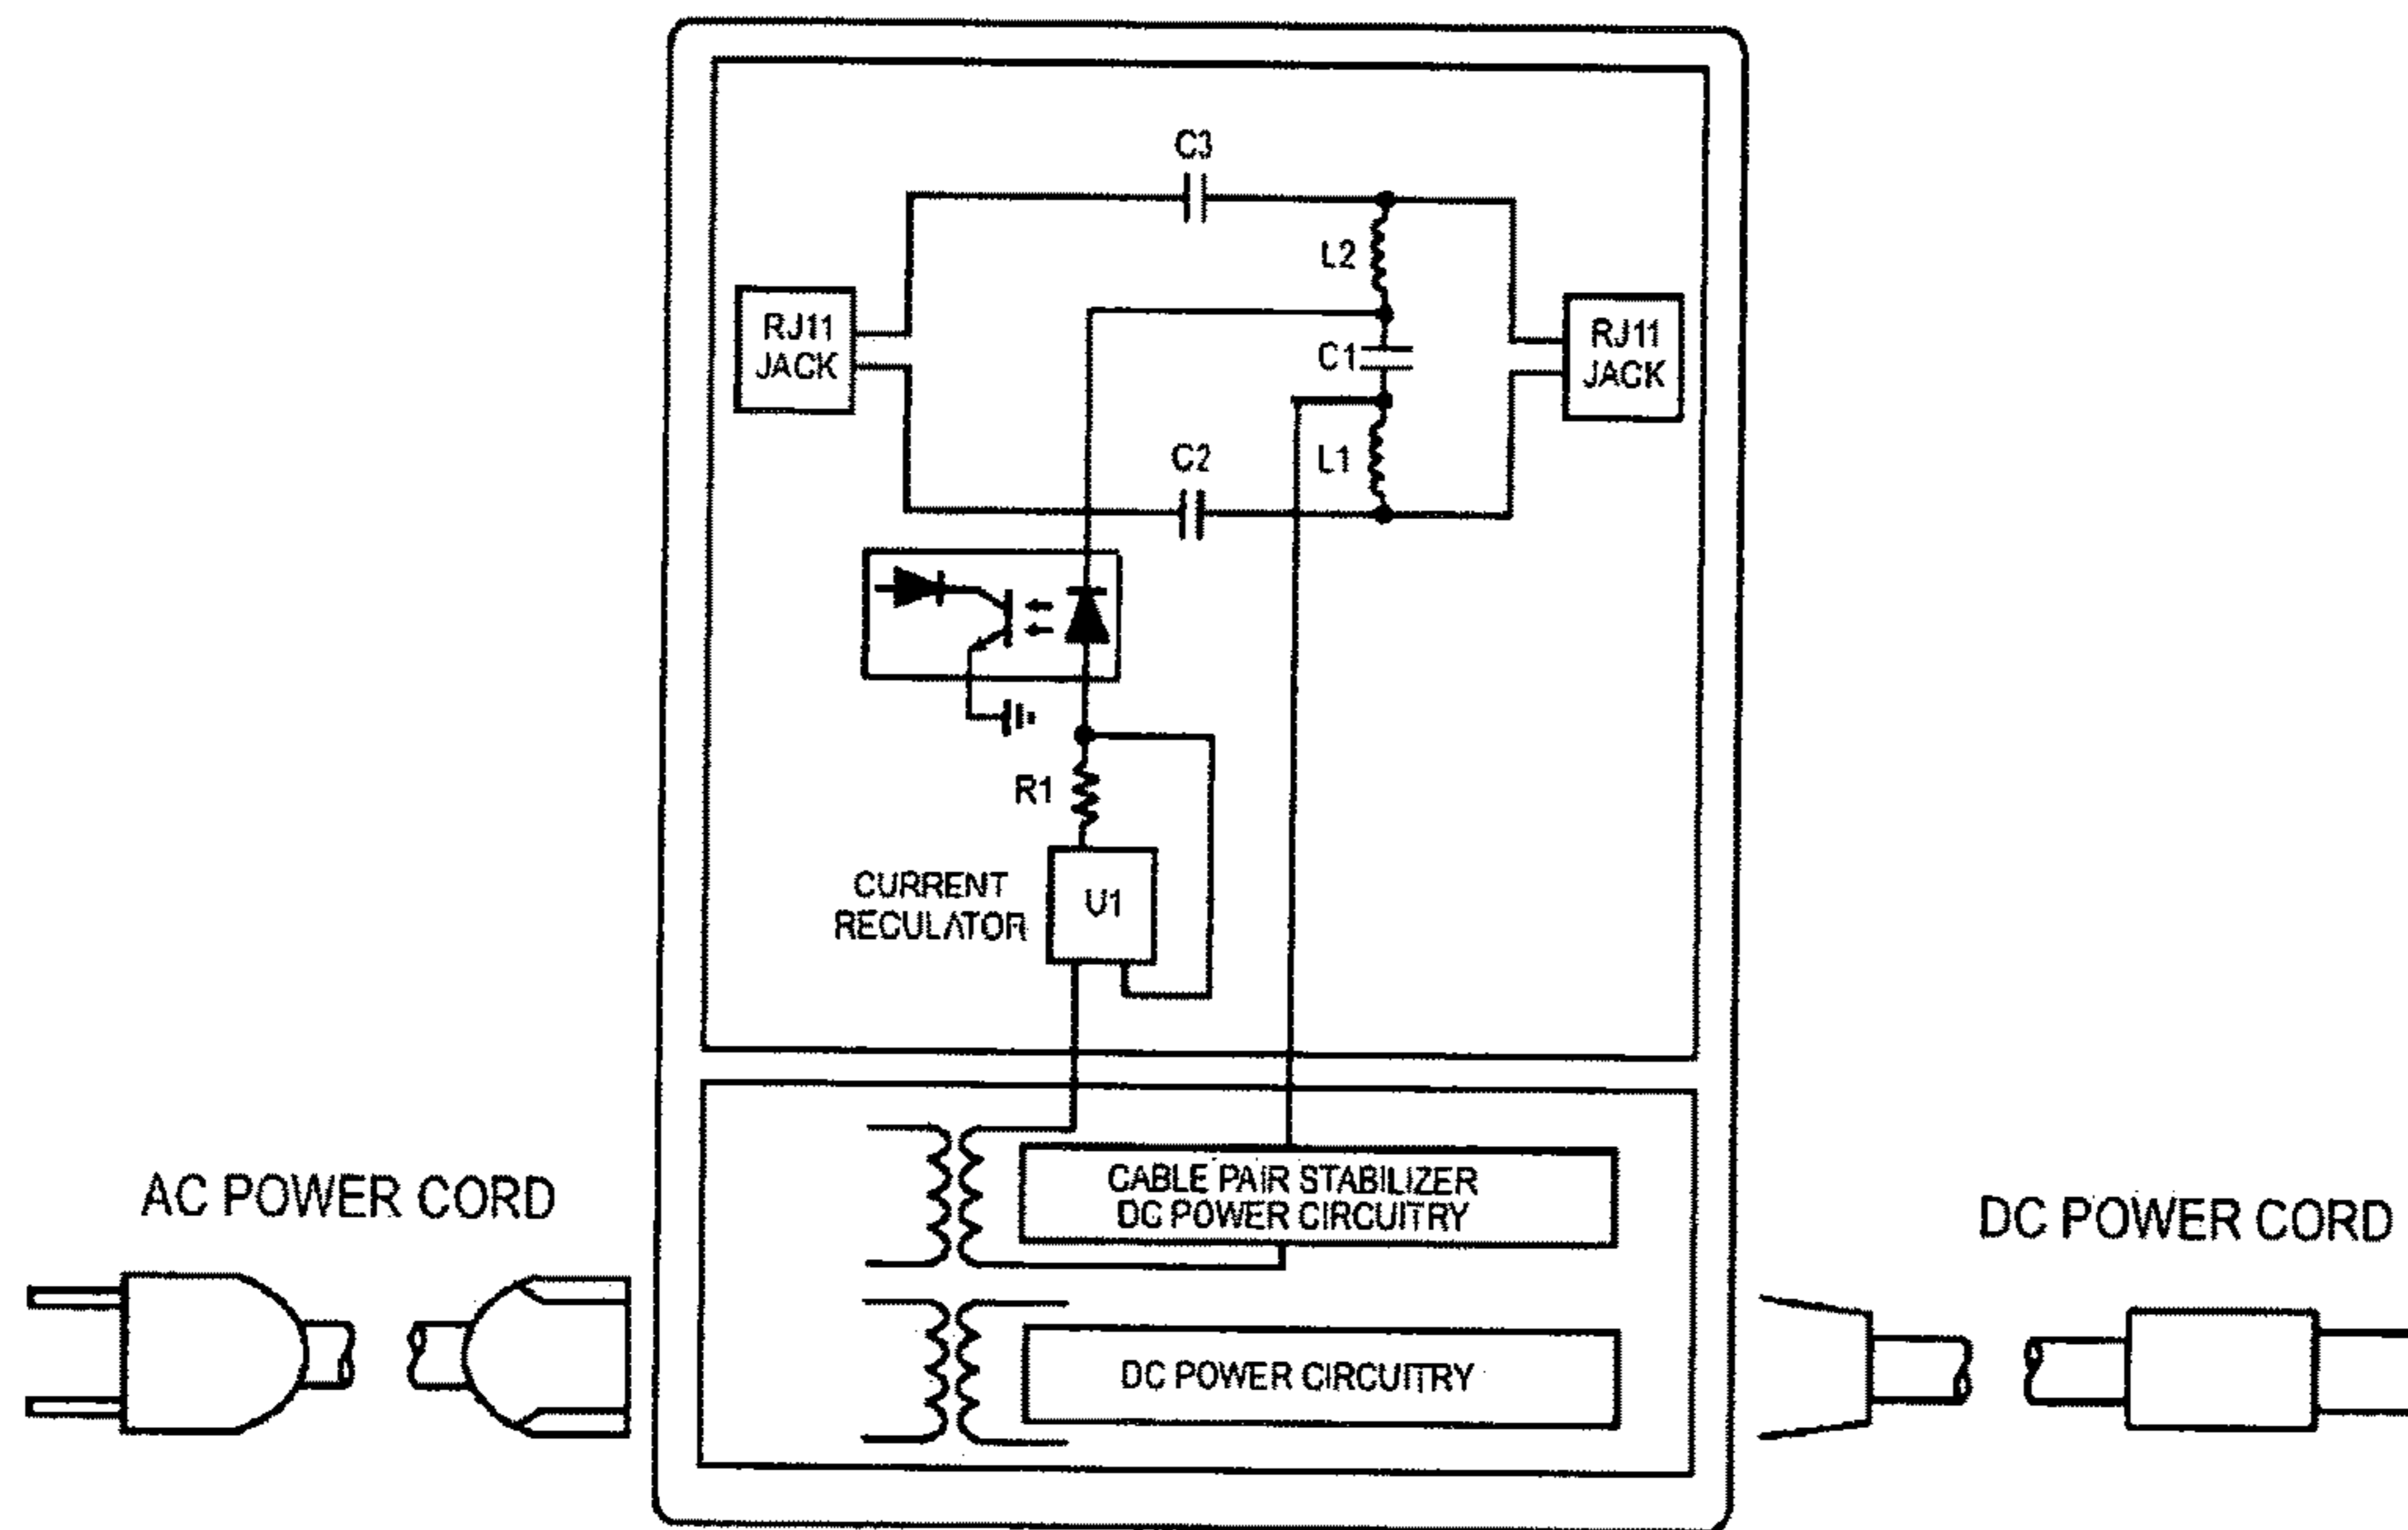 C3
L2
RJ11
JACK
RJ11
JACK
C1
C2
L1
R1
CURRENT
REGULATOR
U1
CABLE PAIR STABILIZER
DC POWER CIRCUITRY
AC POWER CORD
DC POWER CORD
DC POWER CIRCUITRY